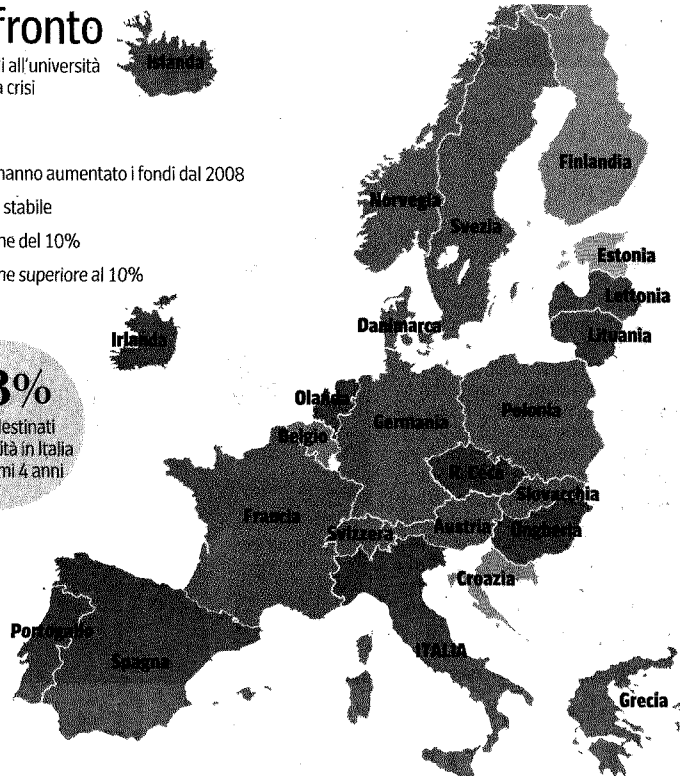 fronto
i all'università
a crisi
hanno aumentato i fondi dal 2008
stabile
ne del 10%
ne superiore al 10%
3%
destinati
ità in Italia
mi 4 anni
Islanda
Finlandia
Norvegia
Svezia
Estonia
Lettonia
Lituania
Danimarca
Irlanda
Olanda
Belgio
Germania
Polonia
R. Ceca
Slovacchia
Francia
Svizzera
Austria
Ungheria
Croazia
Portogallo
Spagna
ITALIA
Grecia